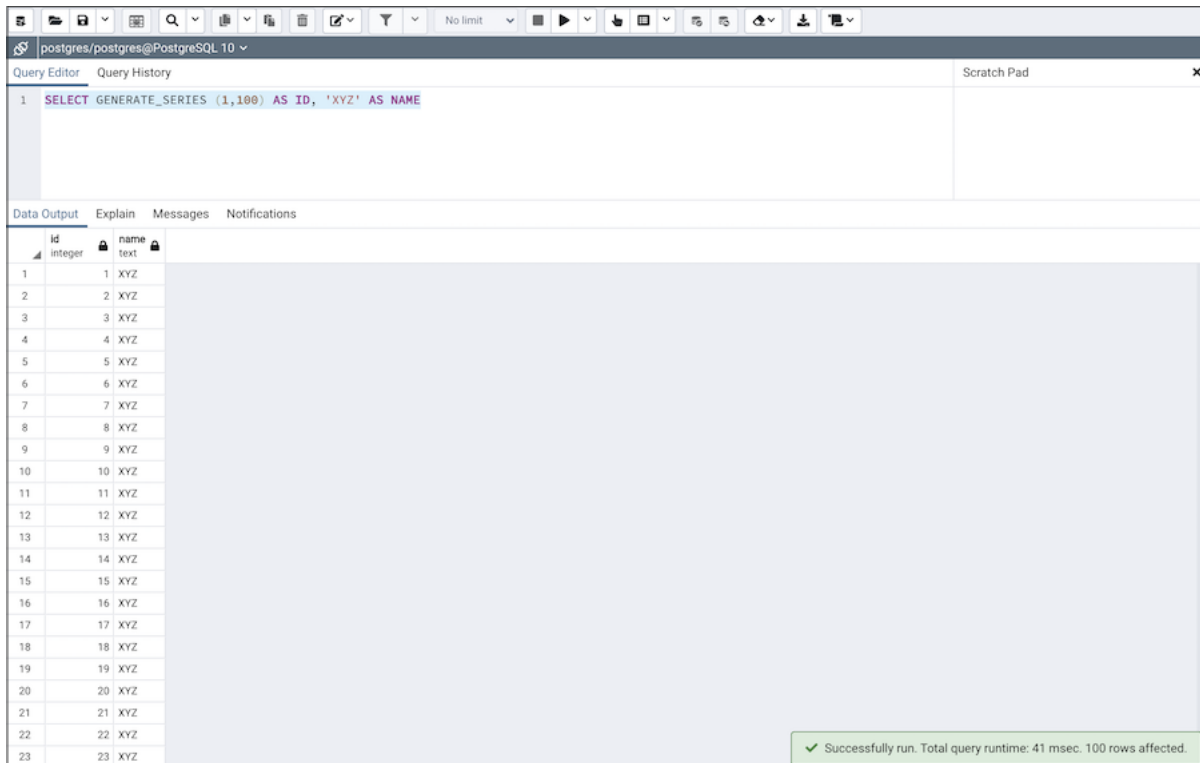 No limit
postgres/postgres@PostgreSQL 10
Query Editor Query History Scratch Pad
1 SELECT GENERATE_SERIES (1,100) AS ID, 'XYZ' AS NAME
Data Output Explain Messages Notifications
id name
integer text
1 1 XYZ
2 2 XYZ
3 3 XYZ
4 4 XYZ
5 5 XYZ
6 6 XYZ
7 7 XYZ
8 8 XYZ
9 9 XYZ
10 10 XYZ
11 11 XYZ
12 12 XYZ
13 13 XYZ
14 14 XYZ
15 15 XYZ
16 16 XYZ
17 17 XYZ
18 18 XYZ
19 19 XYZ
20 20 XYZ
21 21 XYZ
22 22 XYZ
23 23 XYZ
Successfully run. Total query runtime: 41 msec. 100 rows affected.